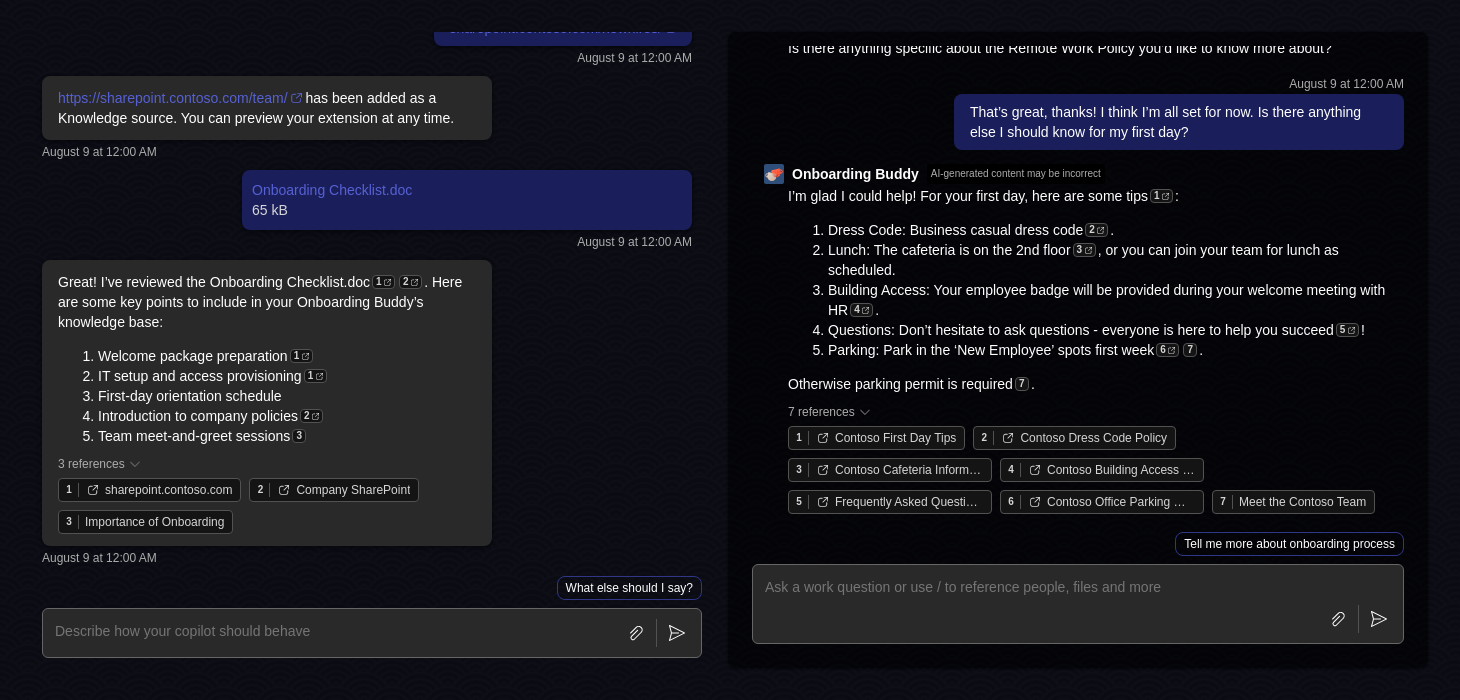 sharepoint.contoso.com/newhires/
August 9 at 12:00 AM
https://sharepoint.contoso.com/team/ has been added as a
Knowledge source. You can preview your extension at any time.
August 9 at 12:00 AM
Onboarding Checklist.doc
65 kB
August 9 at 12:00 AM
Great! I’ve reviewed the Onboarding Checklist.doc 1 2 . Here
are some key points to include in your Onboarding Buddy’s
knowledge base:
1. Welcome package preparation 1
2. IT setup and access provisioning 1
3. First-day orientation schedule
4. Introduction to company policies 2
5. Team meet-and-greet sessions 3
3 references
1 sharepoint.contoso.com 2 Company SharePoint
3 Importance of Onboarding
August 9 at 12:00 AM
What else should I say?
Describe how your copilot should behave
Is there anything specific about the Remote Work Policy you’d like to know more about?
August 9 at 12:00 AM
That’s great, thanks! I think I’m all set for now. Is there anything
else I should know for my first day?
Onboarding Buddy AI-generated content may be incorrect
I’m glad I could help! For your first day, here are some tips 1 :
1. Dress Code: Business casual dress code 2 .
2. Lunch: The cafeteria is on the 2nd floor 3 , or you can join your team for lunch as
scheduled.
3. Building Access: Your employee badge will be provided during your welcome meeting with
HR 4 .
4. Questions: Don’t hesitate to ask questions - everyone is here to help you succeed 5 !
5. Parking: Park in the ‘New Employee’ spots first week 6 7 .
Otherwise parking permit is required 7 .
7 references
1 Contoso First Day Tips 2 Contoso Dress Code Policy
3 Contoso Cafeteria Inform… 4 Contoso Building Access …
5 Frequently Asked Questi… 6 Contoso Office Parking … 7 Meet the Contoso Team
Tell me more about onboarding process
Ask a work question or use / to reference people, files and more